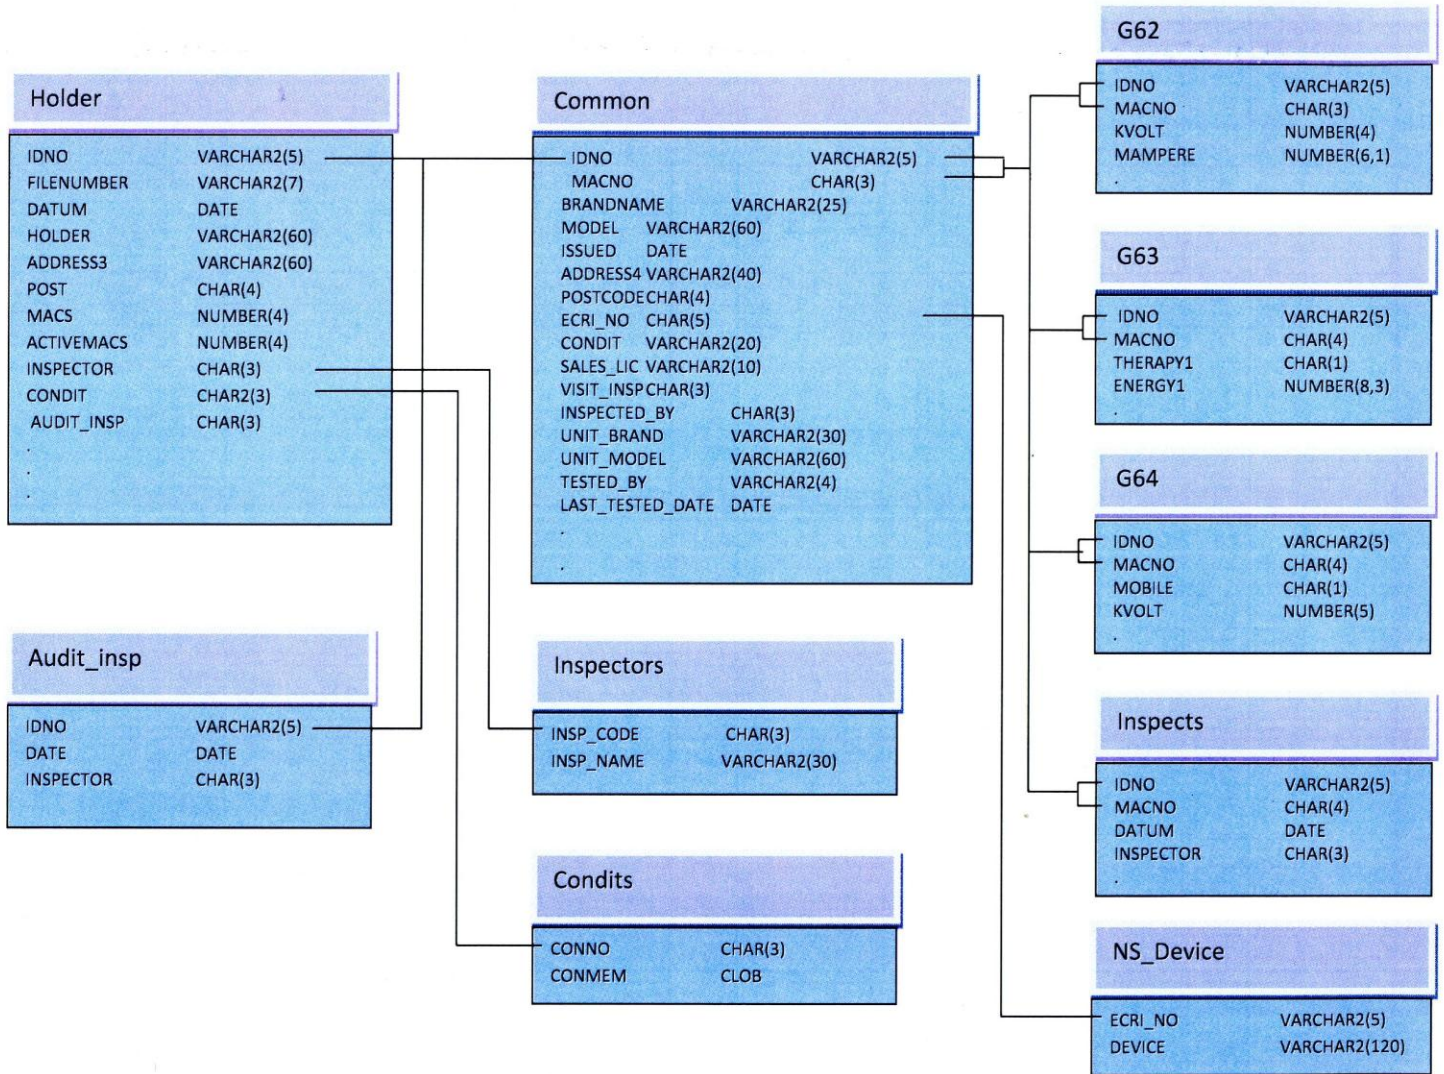 Holder
IDNO VARCHAR2(5)
FILENUMBER VARCHAR2(7)
DATUM DATE
HOLDER VARCHAR2(60)
ADDRESS3 VARCHAR2(60)
POST CHAR(4)
MACS NUMBER(4)
ACTIVEMACS NUMBER(4)
INSPECTOR CHAR(3)
CONDIT CHAR2(3)
AUDIT_INSP CHAR(3)
.
.
.
Audit_insp
IDNO VARCHAR2(5)
DATE DATE
INSPECTOR CHAR(3)
Common
IDNO VARCHAR2(5)
MACNO CHAR(3)
BRANDNAME VARCHAR2(25)
MODEL VARCHAR2(60)
ISSUED DATE
ADDRESS4 VARCHAR2(40)
POSTCODE CHAR(4)
ECRI_NO CHAR(5)
CONDIT VARCHAR2(20)
SALES_LIC VARCHAR2(10)
VISIT_INSP CHAR(3)
INSPECTED_BY CHAR(3)
UNIT_BRAND VARCHAR2(30)
UNIT_MODEL VARCHAR2(60)
TESTED_BY VARCHAR2(4)
LAST_TESTED_DATE DATE
.
.
Inspectors
INSP_CODE CHAR(3)
INSP_NAME VARCHAR2(30)
Condits
CONNO CHAR(3)
CONMEM CLOB
G62
IDNO VARCHAR2(5)
MACNO CHAR(3)
KVOLT NUMBER(4)
MAMPERE NUMBER(6,1)
.
G63
IDNO VARCHAR2(5)
MACNO CHAR(4)
THERAPY1 CHAR(1)
ENERGY1 NUMBER(8,3)
G64
IDNO VARCHAR2(5)
MACNO CHAR(4)
MOBILE CHAR(1)
KVOLT NUMBER(5)
.
Inspects
IDNO VARCHAR2(5)
MACNO CHAR(4)
DATUM DATE
INSPECTOR CHAR(3)
.
NS_Device
ECRI_NO VARCHAR2(5)
DEVICE VARCHAR2(120)